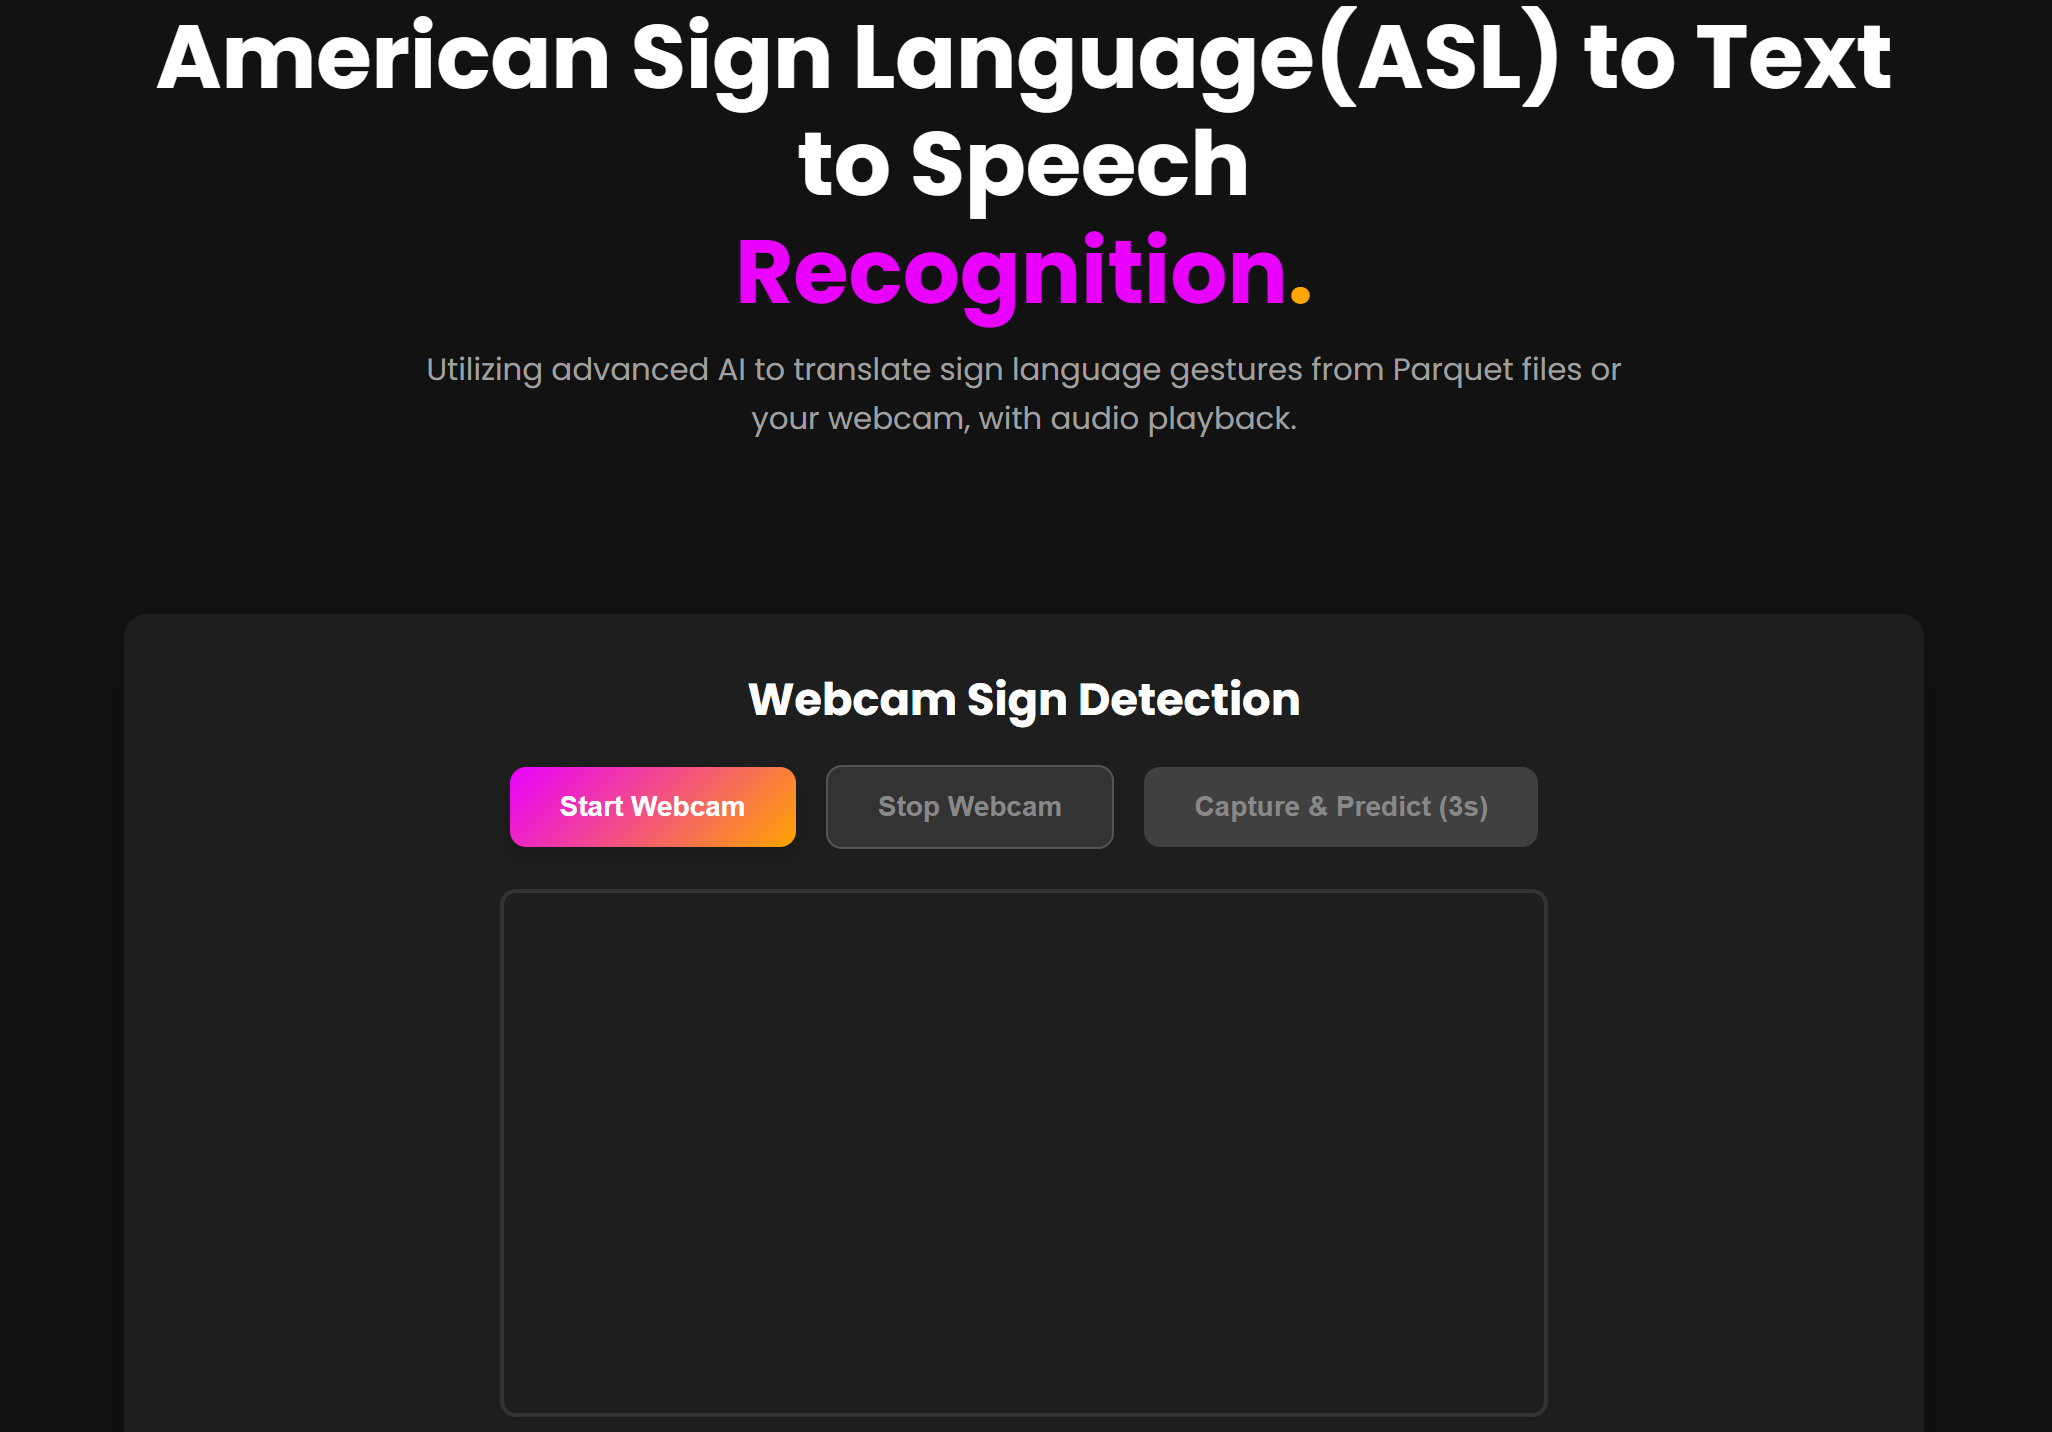 American Sign Language(ASL) to Text
to Speech
Recognition.
Utilizing advanced AI to translate sign language gestures from Parquet files or
your webcam, with audio playback.
Webcam Sign Detection
Start Webcam
Stop Webcam
Capture & Predict (3s)